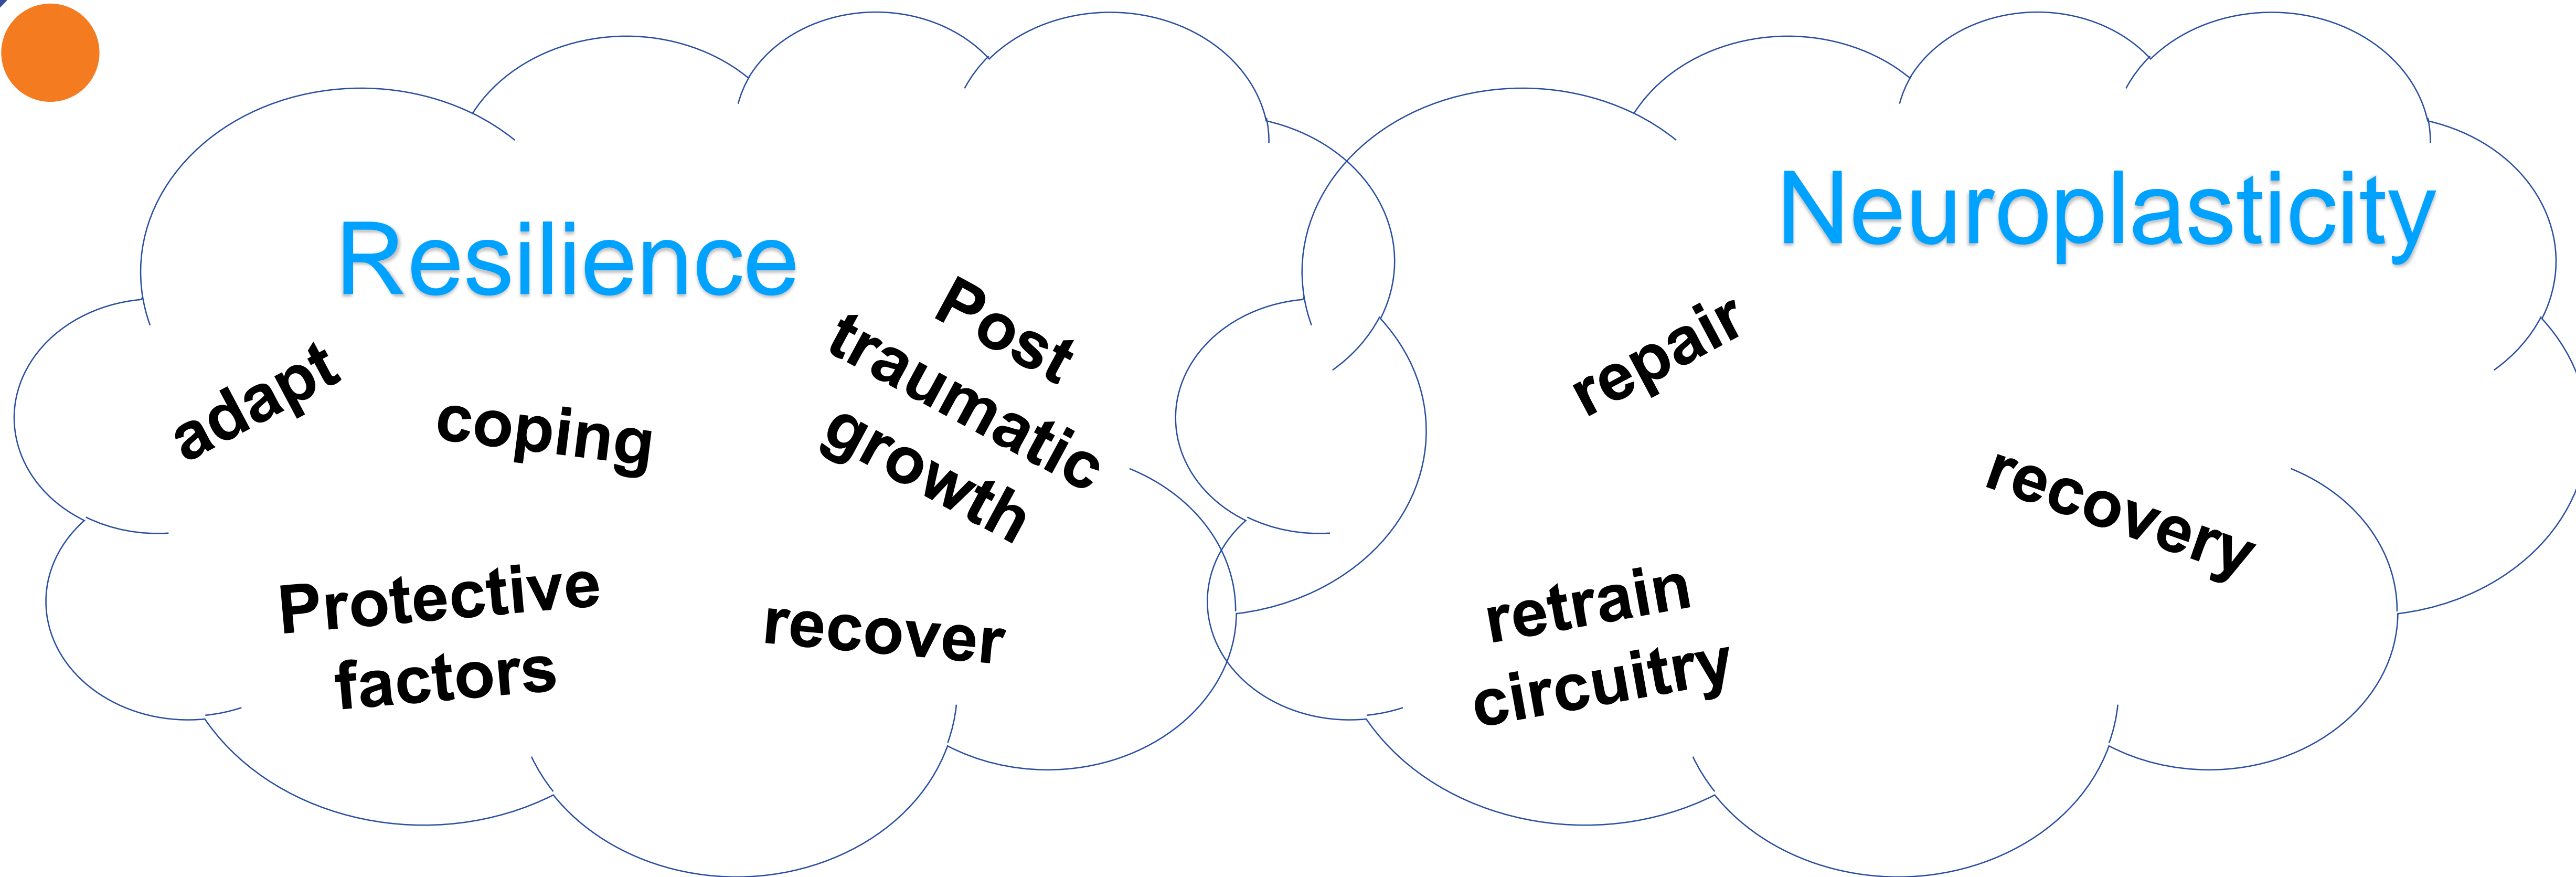 Resilience
adapt
coping
Post
traumatic
growth
Protective
factors
recover
Neuroplasticity
repair
recovery
retrain
circuitry